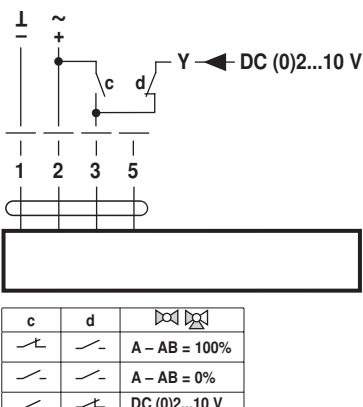 ⊥ ~
– +
c d Y DC (0)2...10 V
1 2 3 5
c d
A – AB = 100%
A – AB = 0%
DC (0)2...10 V